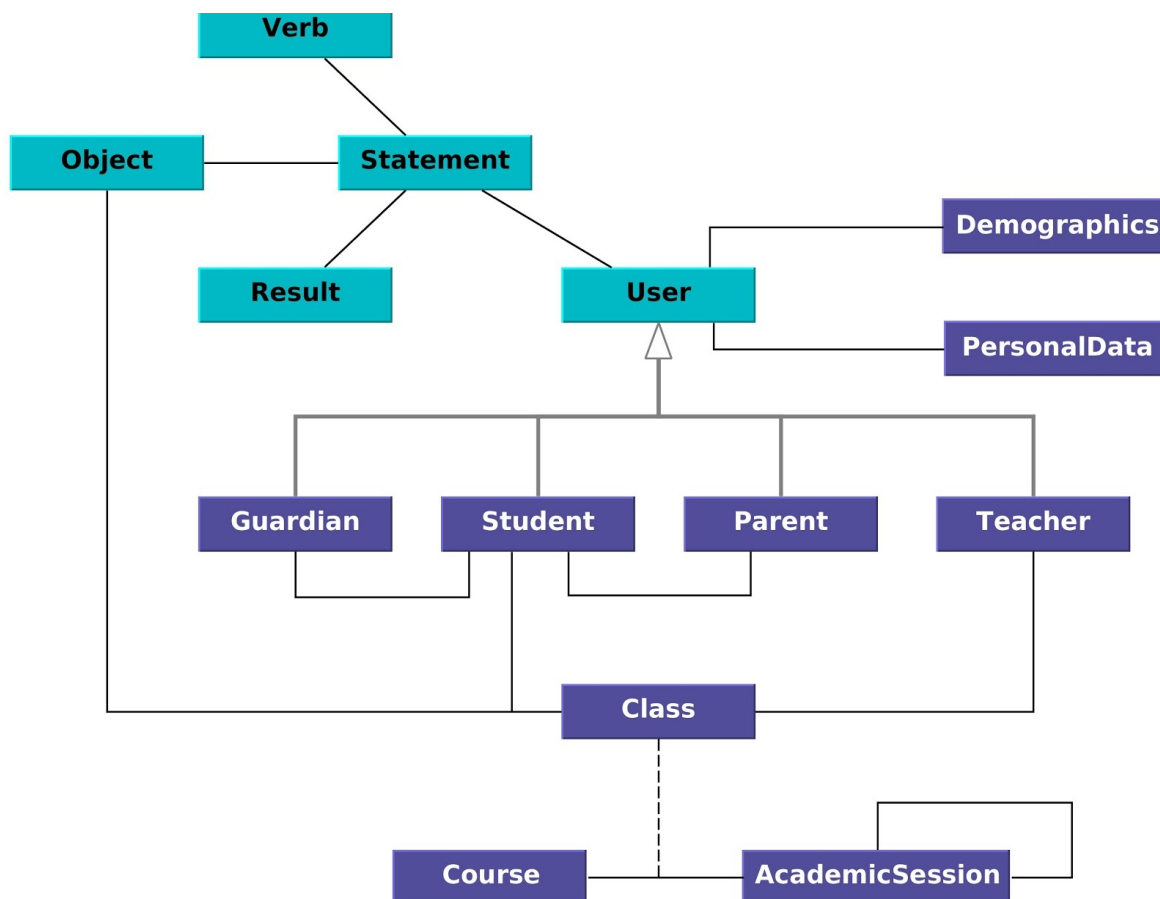 Verb
Object
Statement
Demographics
Result
User
PersonalData
Guardian
Student
Parent
Teacher
Class
Course
AcademicSession